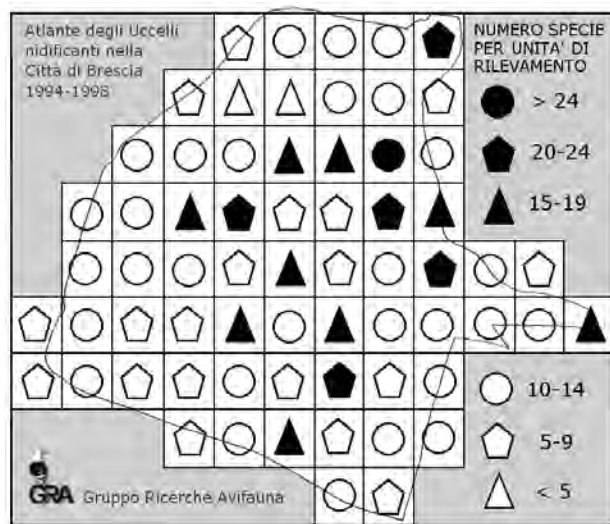 Atlante degli Uccelli
nidificanti nella
Città di Brescia
1994-1998
NUMERO SPECIE
PER UNITA' DI
RILEVAMENTO
> 24
20-24
15-19
10-14
5-9
< 5
GRA Gruppo Ricerche Avifauna